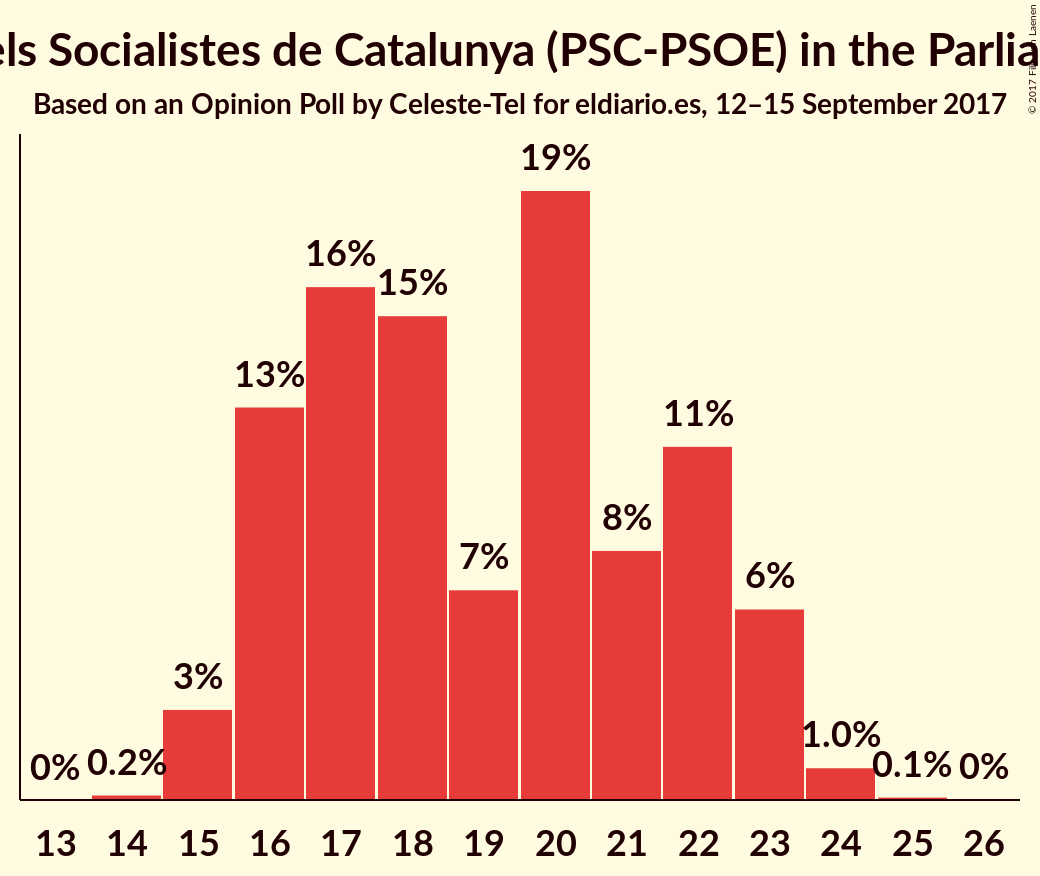 els Socialistes de Catalunya (PSC-PSOE) in the Parlia
Based on an Opinion Poll by Celeste-Tel for eldiario.es, 12–15 September 2017
© 2017 Laenen
0% 0.2% 3% 13% 16% 15% 7% 19% 8% 11% 6% 1.0% 0.1% 0%
13 14 15 16 17 18 19 20 21 22 23 24 25 26